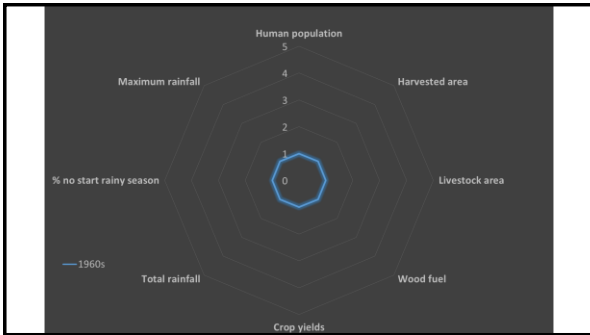 Human population
5
Maximum rainfall
4
Harvested area
3
2
1
% no start rainy season
0
Livestock area
1960s
Total rainfall
Wood fuel
Crop yields